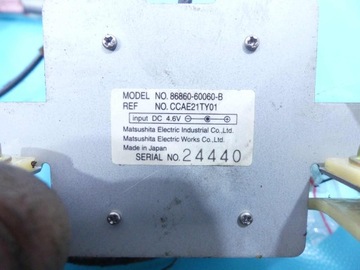 MODEL NO. 86860-60060-B
REF NO. CCAE21TY01
input DC 4.6V
Matsushita Electric Industrial Co.,Ltd.
Matsushita Electric Works Co.,Ltd.
Made in Japan
SERIAL NO. 24440